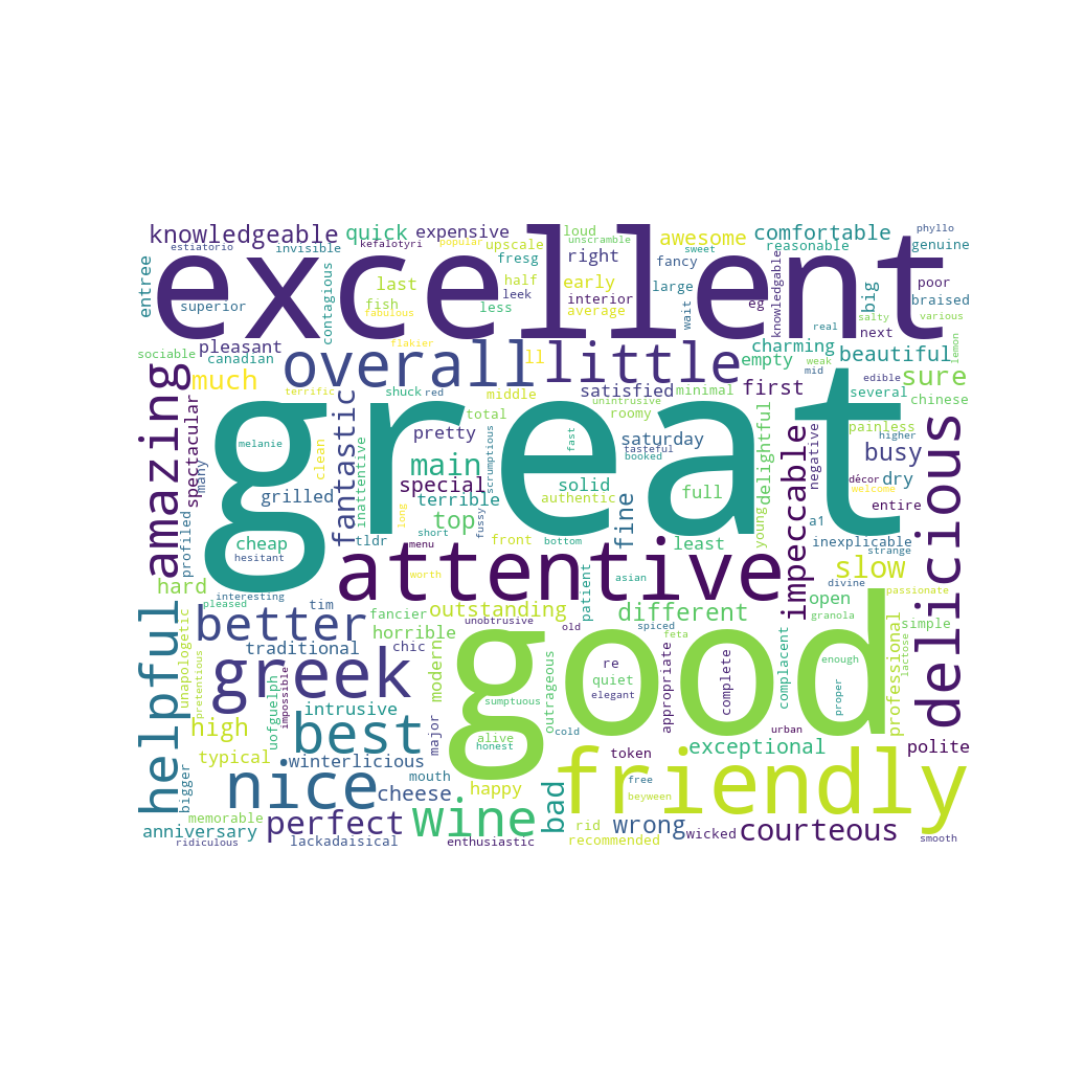 knowledgeable quick expensive loud awesome comfortable phyllo
estiatorio invisible kefalotyri popular upscale unscramble right sweet reasonable genuine
entree excellent
contagious fresg fancy knowledgable
superior last half early large eg big poor
fish leek interior wait braised
fabulous less average next salty various
sociable pleasant canadian flakier charming real lemon
overall little ll empty weak beautiful
amazing much terrific shuck red middle satisfied minimal first mid edible several sure
spectacular fantastic total unintrusive roomy chinese
great
many melanie clean inattentive pretty scrumptious fast saturday tasteful delightful impeccable negative painless higher busy delicious
grilled main special terrible solid booked full décor welcome dry
profiled long authentic fine young entire
cheap tldr top short fussy front bottom least a1 inexplicable
hesitant menu strange
hard worth attentive asian patient slow divine passionate
helpful interesting pleased tim fancier outstanding different open granola
better unobtrusive old spiced feta simple
unapologetic traditional horrible chic re appropriate complete complacent enough professional lactose
pretentious greek modern good quiet
uofguelph impossible intrusive sumptuous outrageous elegant proper
high best major alive cold urban
typical winterlicious honest token exceptional polite
bigger nice mouth happy friendly free
cheese bad beyween
memorable perfect wine rid wrong wicked courteous
anniversary lackadaisical enthusiastic recommended smooth
ridiculous